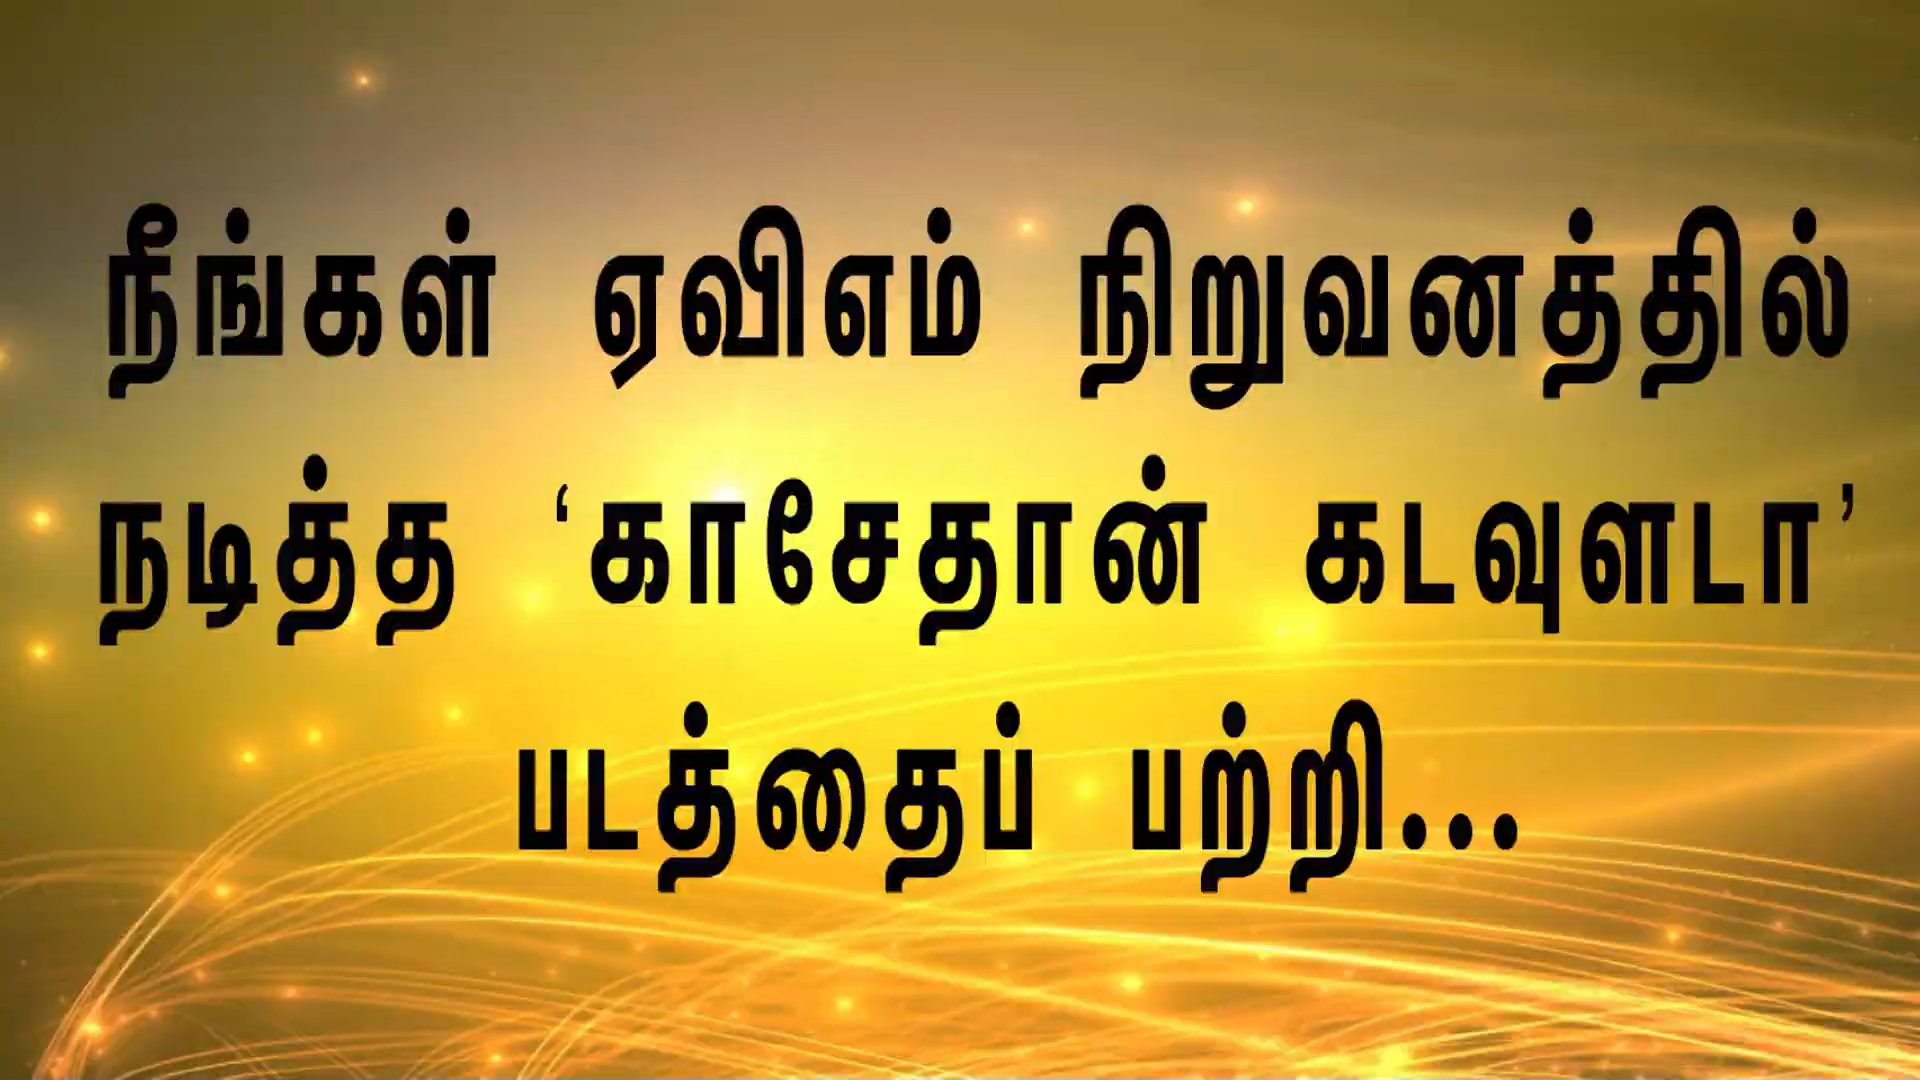 நீங்கள் ஏவிஎம் நிறுவனத்தில்
நடித்த ‘காசேதான் கடவுளடா’
படத்தைப் பற்றி...